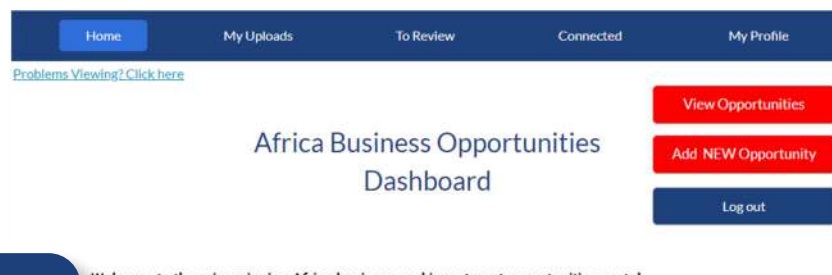 Home My Uploads To Review Connected My Profile
Problems Viewing? Click here
View Opportunities
Africa Business Opportunities
Dashboard
Add NEW Opportunity
Log out